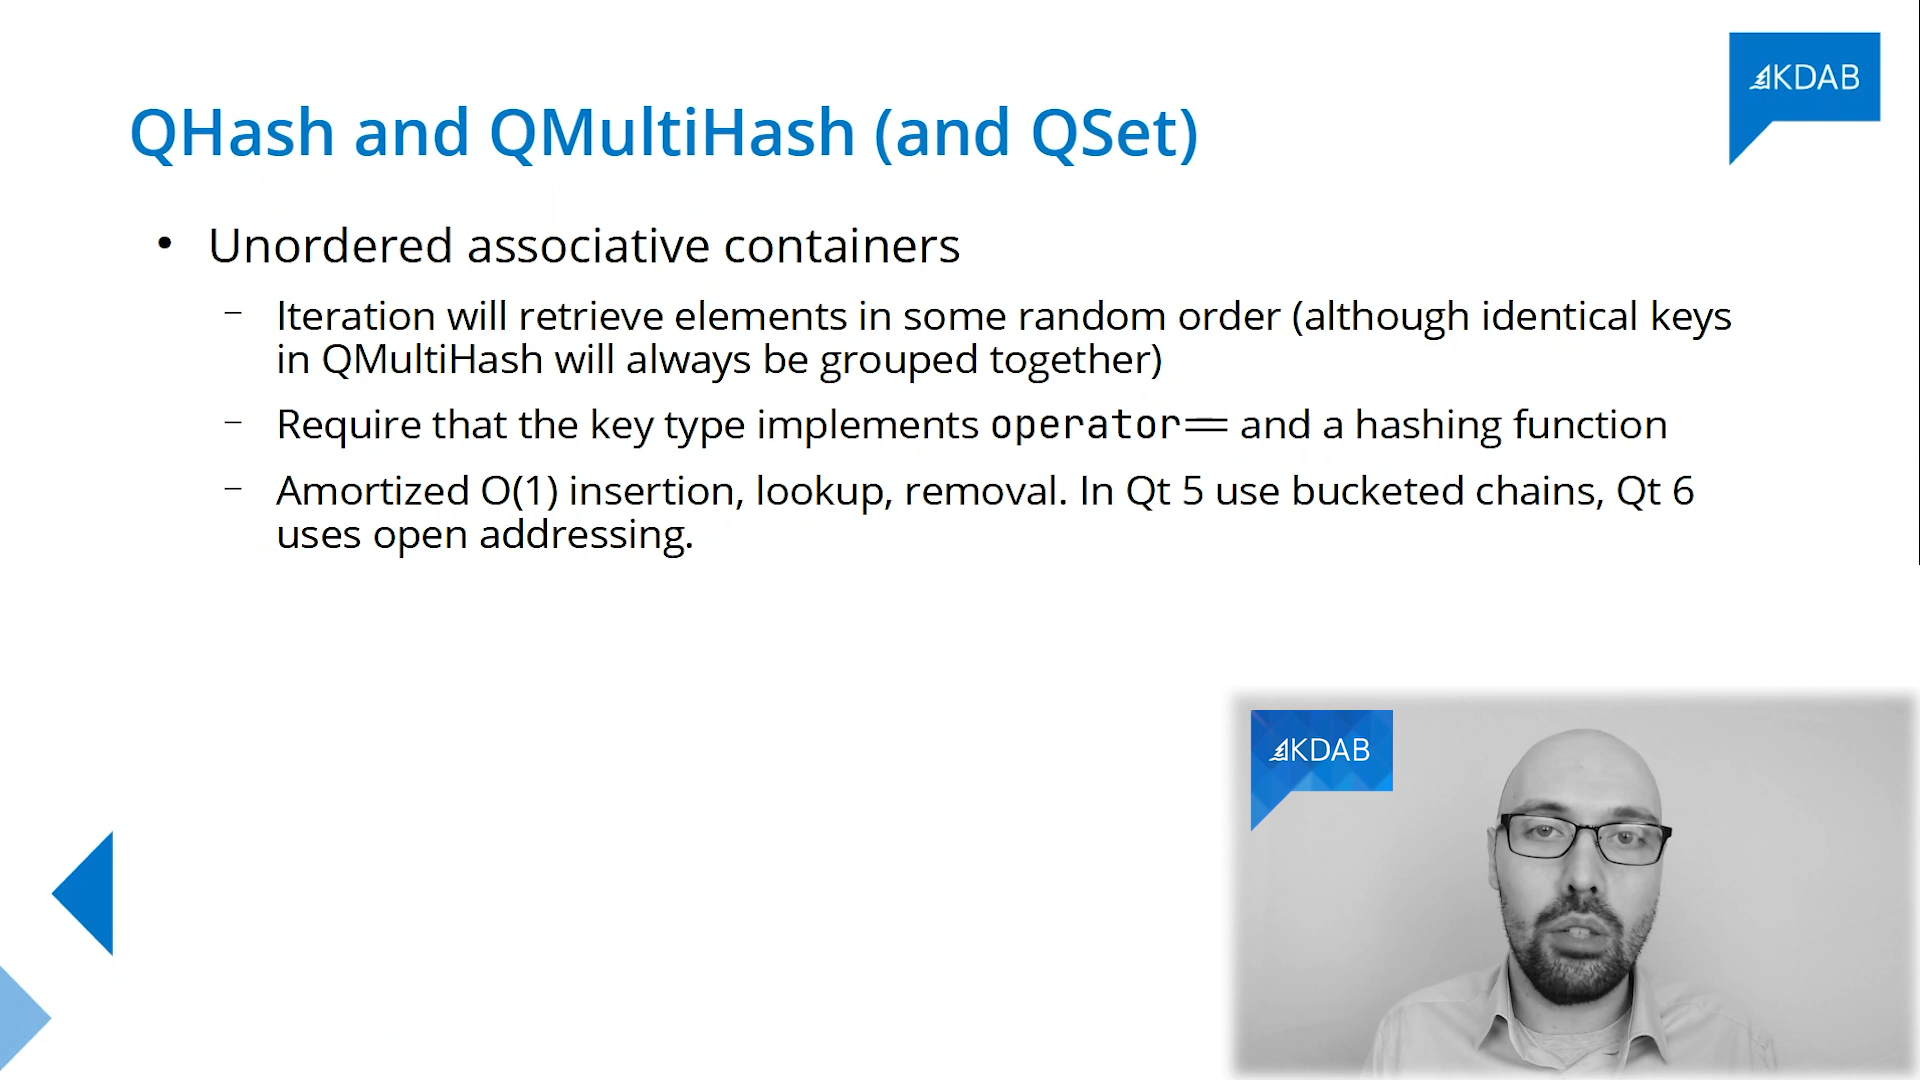 KDAB
QHash and QMultiHash (and QSet)
• Unordered associative containers
– Iteration will retrieve elements in some random order (although identical keys
in QMultiHash will always be grouped together)
– Require that the key type implements operator== and a hashing function
– Amortized O(1) insertion, lookup, removal. In Qt 5 use bucketed chains, Qt 6
uses open addressing.
KDAB